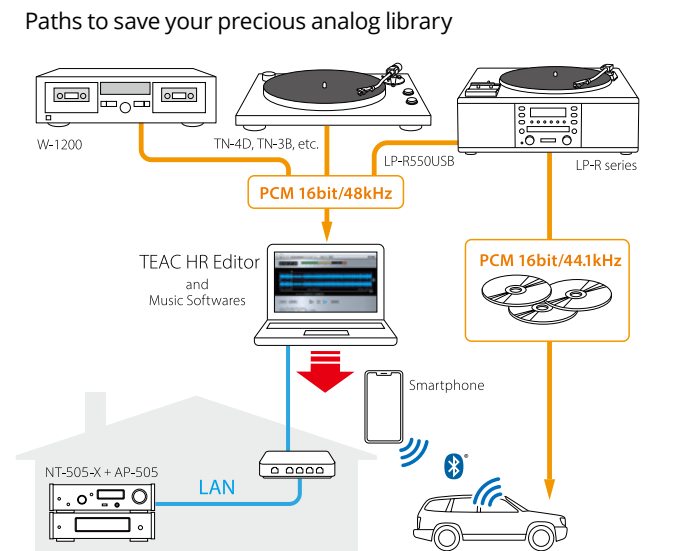 Paths to save your precious analog library
W-1200
TN-4D, TN-3B, etc.
LP-R550USB
LP-R series
PCM 16bit/48kHz
TEAC HR Editor
and
Music Softwares
PCM 16bit/44.1kHz
Smartphone
NT-505-X + AP-505
LAN